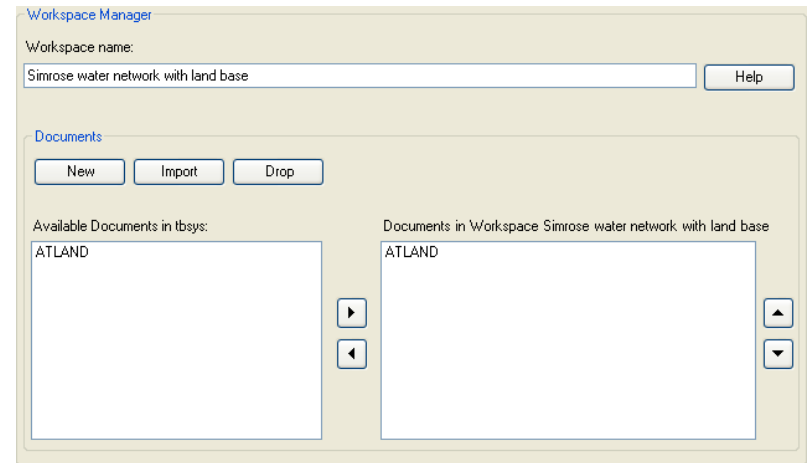 Workspace Manager
Workspace name:
Simrose water network with land base
Help
Documents
New Import Drop
Available Documents in tbsys:
Documents in Workspace Simrose water network with land base
ATLAND
ATLAND